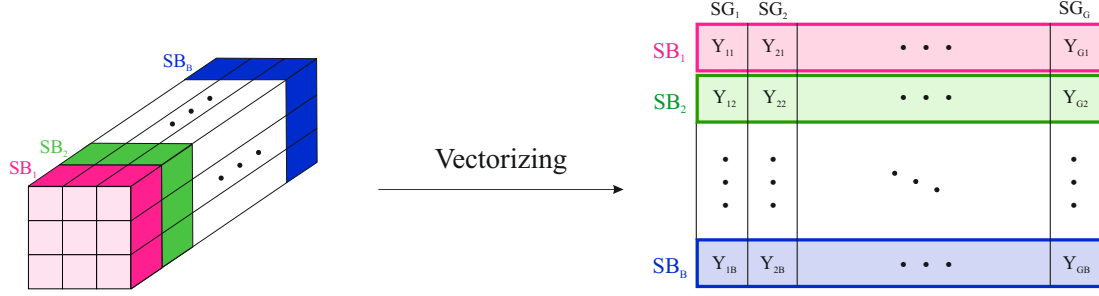 SB_B
SB_2
SB_1
Vectorizing
SG_1 SG_2 SG_G
SB_1 Y_11 Y_21 • • • Y_G1
SB_2 Y_12 Y_22 • • • Y_G2
SB_B Y_1B Y_2B • • • Y_GB